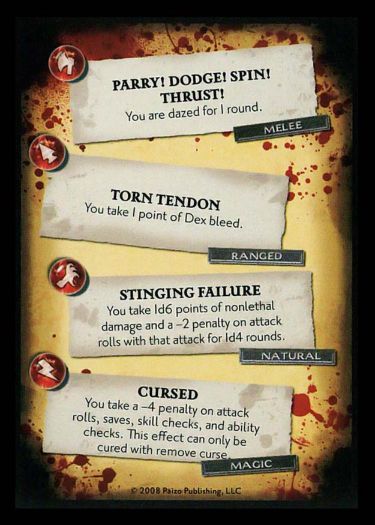 PARRY! DODGE! SPIN!
THRUST!
You are dazed for 1 round.
MELEE
TORN TENDON
You take 1 point of Dex bleed.
RANGED
STINGING FAILURE
You take 1d6 points of nonlethal
damage and a –2 penalty on attack
rolls with that attack for 1d4 rounds.
NATURAL
CURSED
You take a –4 penalty on attack
rolls, saves, skill checks, and ability
checks. This effect can only be
cured with remove curse.
MAGIC
© 2008 Paizo Publishing, LLC